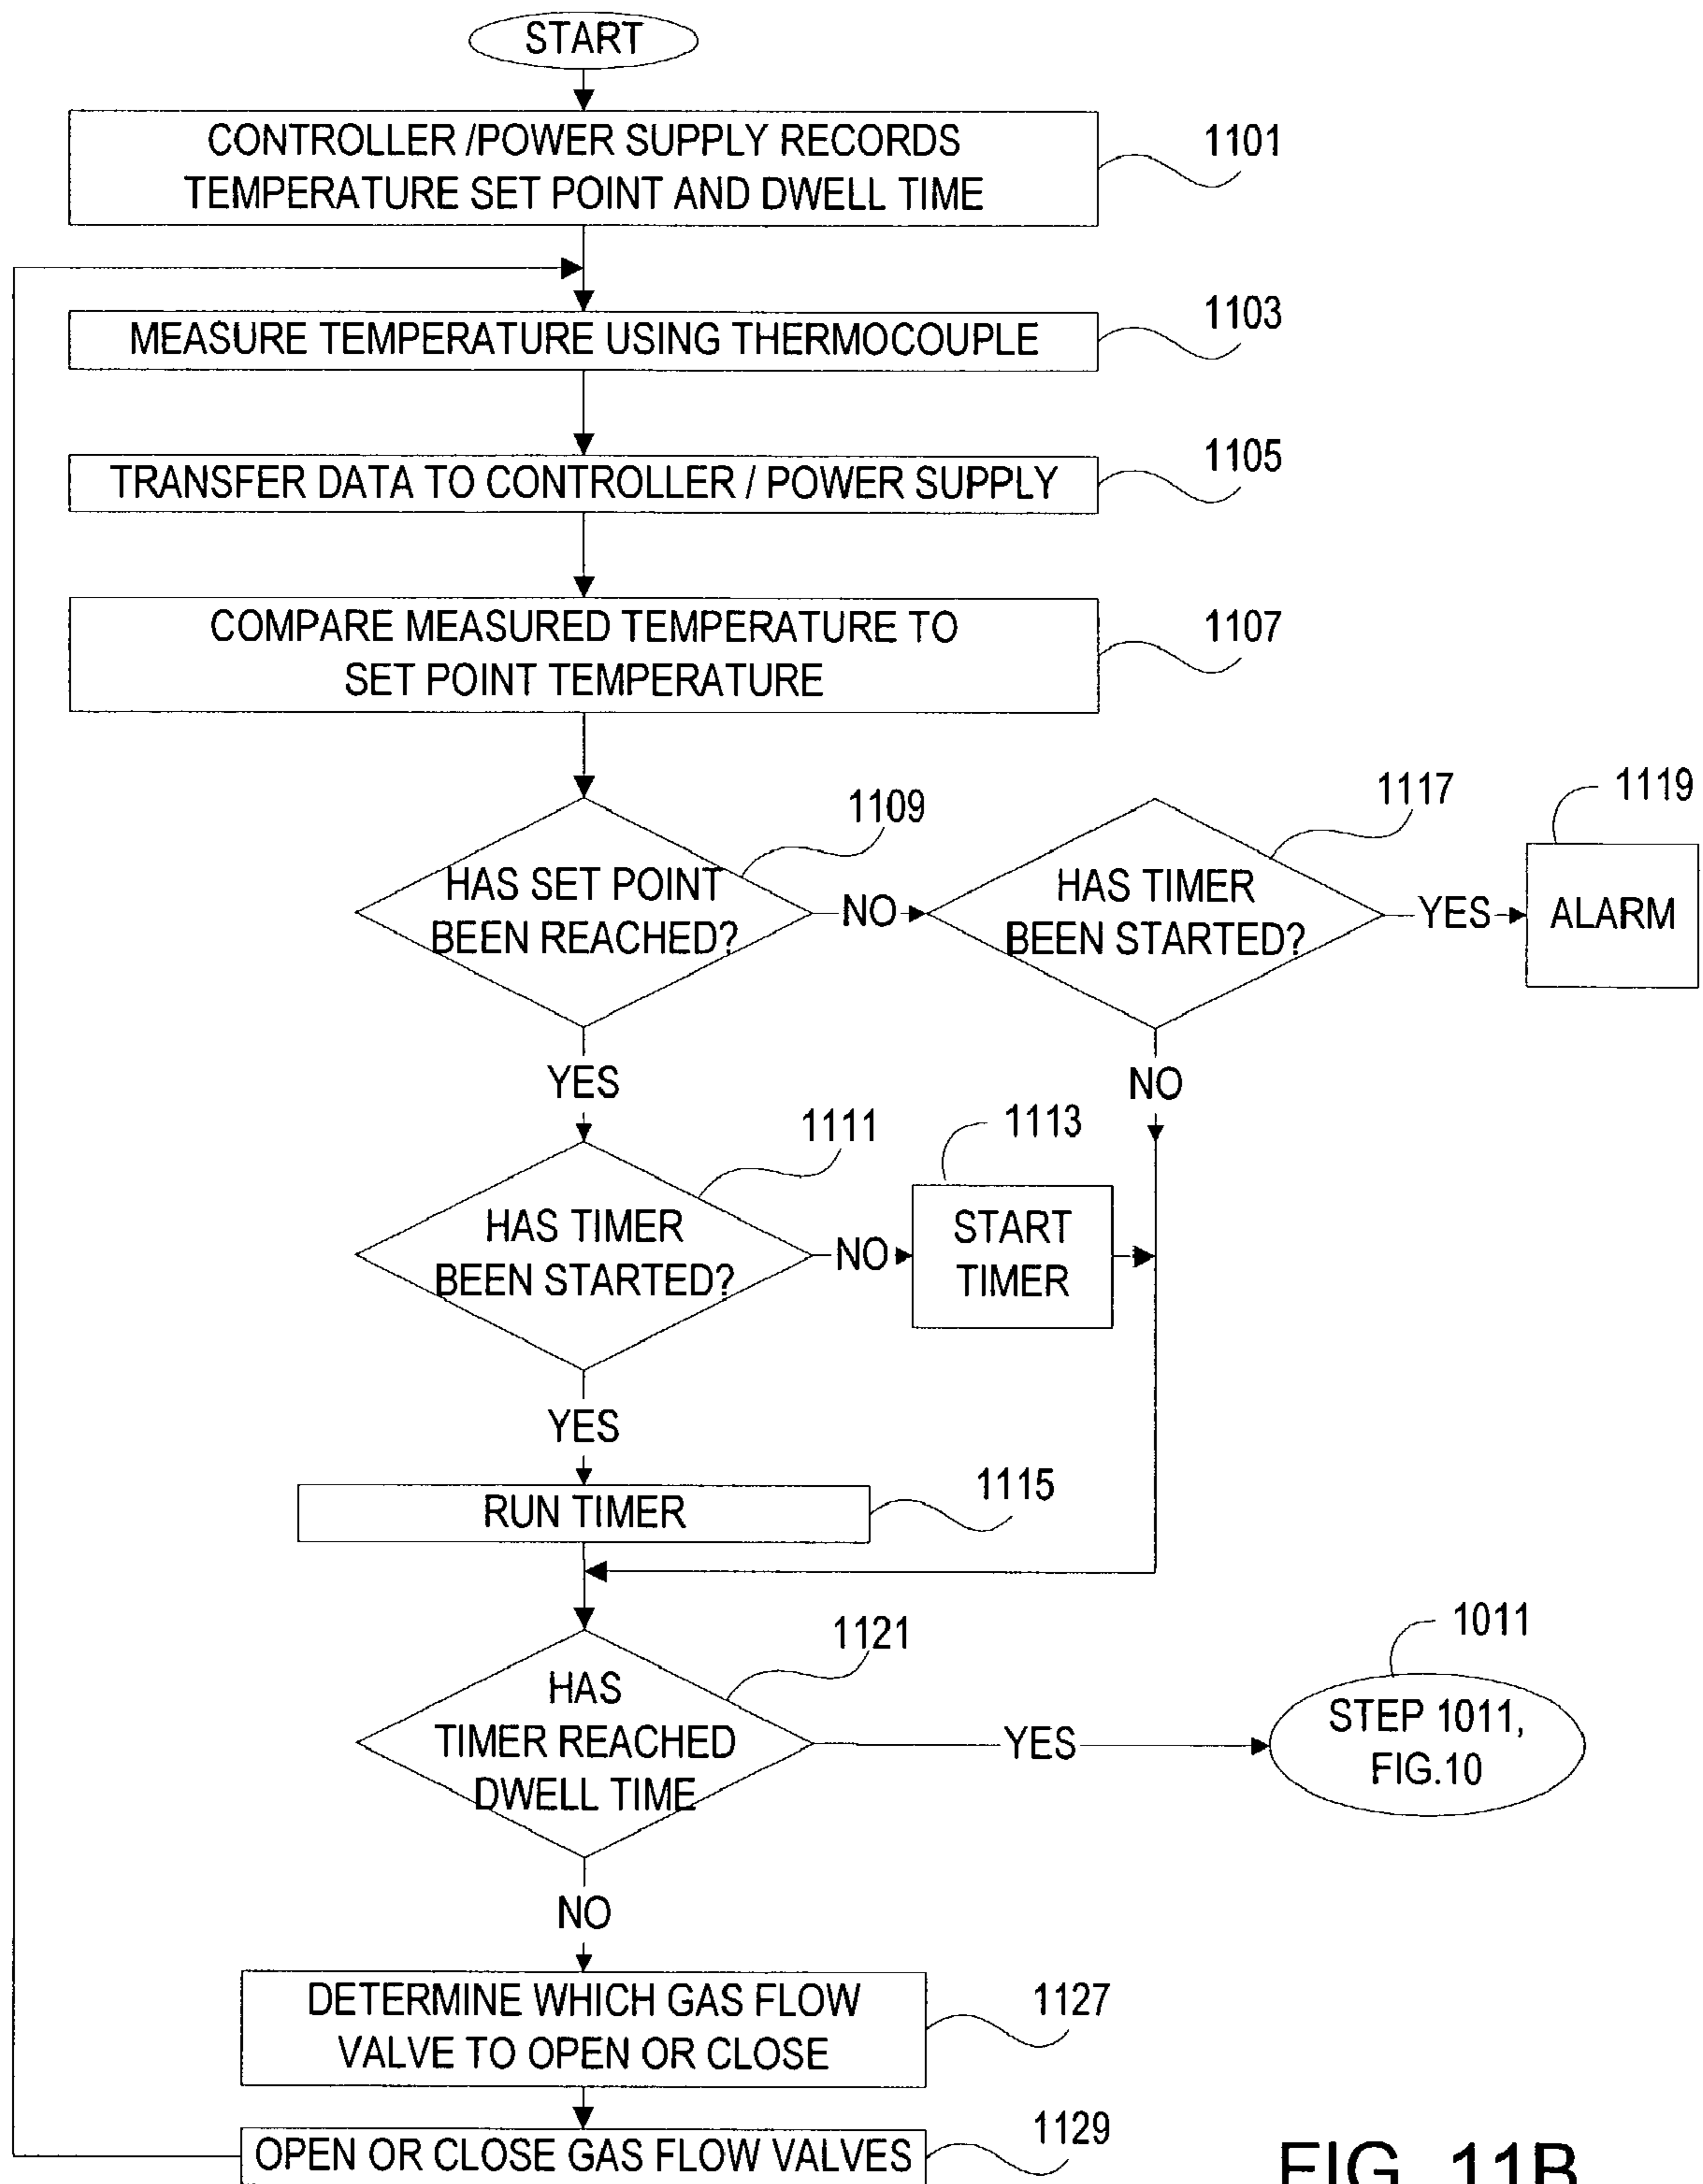 START
CONTROLLER /POWER SUPPLY RECORDS
TEMPERATURE SET POINT AND DWELL TIME
1101
MEASURE TEMPERATURE USING THERMOCOUPLE
1103
TRANSFER DATA TO CONTROLLER / POWER SUPPLY
1105
COMPARE MEASURED TEMPERATURE TO
SET POINT TEMPERATURE
1107
HAS SET POINT
BEEN REACHED?
1109
NO
HAS TIMER
BEEN STARTED?
1117
YES
ALARM
1119
YES
NO
HAS TIMER
BEEN STARTED?
1111
NO
START
TIMER
1113
YES
RUN TIMER
1115
HAS
TIMER REACHED
DWELL TIME
1121
YES
STEP 1011,
FIG.10
1011
NO
DETERMINE WHICH GAS FLOW
VALVE TO OPEN OR CLOSE
1127
OPEN OR CLOSE GAS FLOW VALVES
1129
FIG. 11B